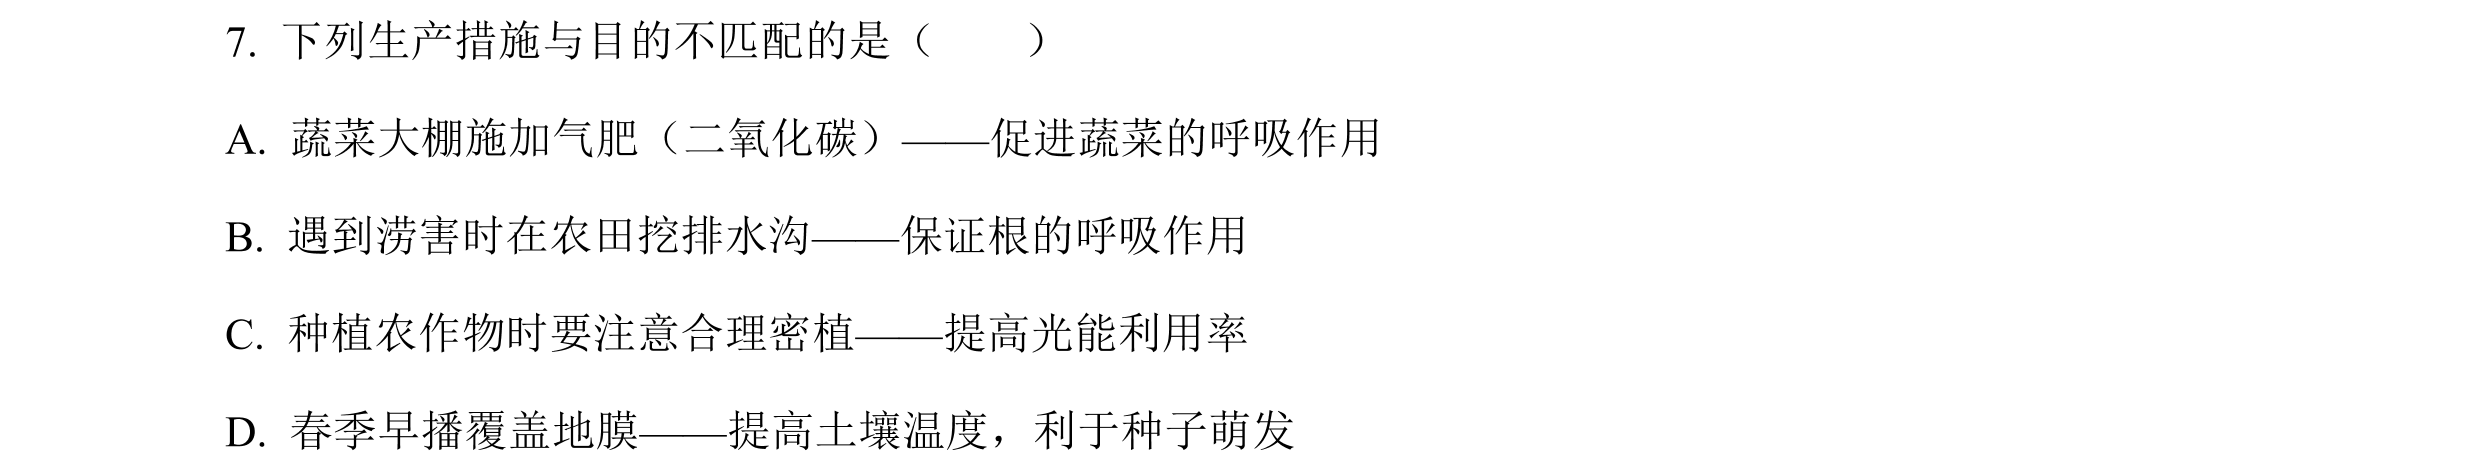 7. 下列生产措施与目的不匹配的是（　　）
A. 蔬菜大棚施加气肥（二氧化碳）——促进蔬菜的呼吸作用
B. 遇到涝害时在农田挖排水沟——保证根的呼吸作用
C. 种植农作物时要注意合理密植——提高光能利用率
D. 春季早播覆盖地膜——提高土壤温度，利于种子萌发